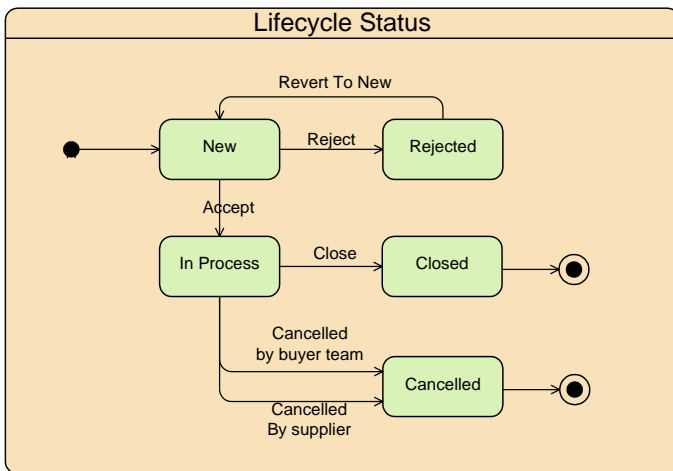 Lifecycle Status
Revert To New
New
Reject
Rejected
Accept
In Process
Close
Closed
Cancelled
by buyer team
Cancelled
Cancelled
By supplier